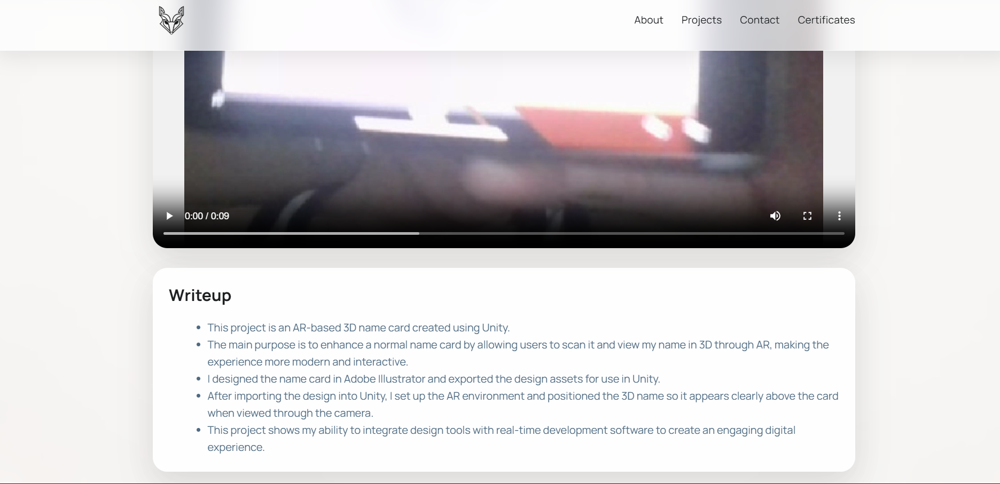 About Projects Contact Certificates
0:00 / 0:09
Writeup
This project is an AR-based 3D name card created using Unity.
The main purpose is to enhance a normal name card by allowing users to scan it and view my name in 3D through AR, making the
experience more modern and interactive.
I designed the name card in Adobe Illustrator and exported the design assets for use in Unity.
After importing the design into Unity, I set up the AR environment and positioned the 3D name so it appears clearly above the card
when viewed through the camera.
This project shows my ability to integrate design tools with real-time development software to create an engaging digital
experience.